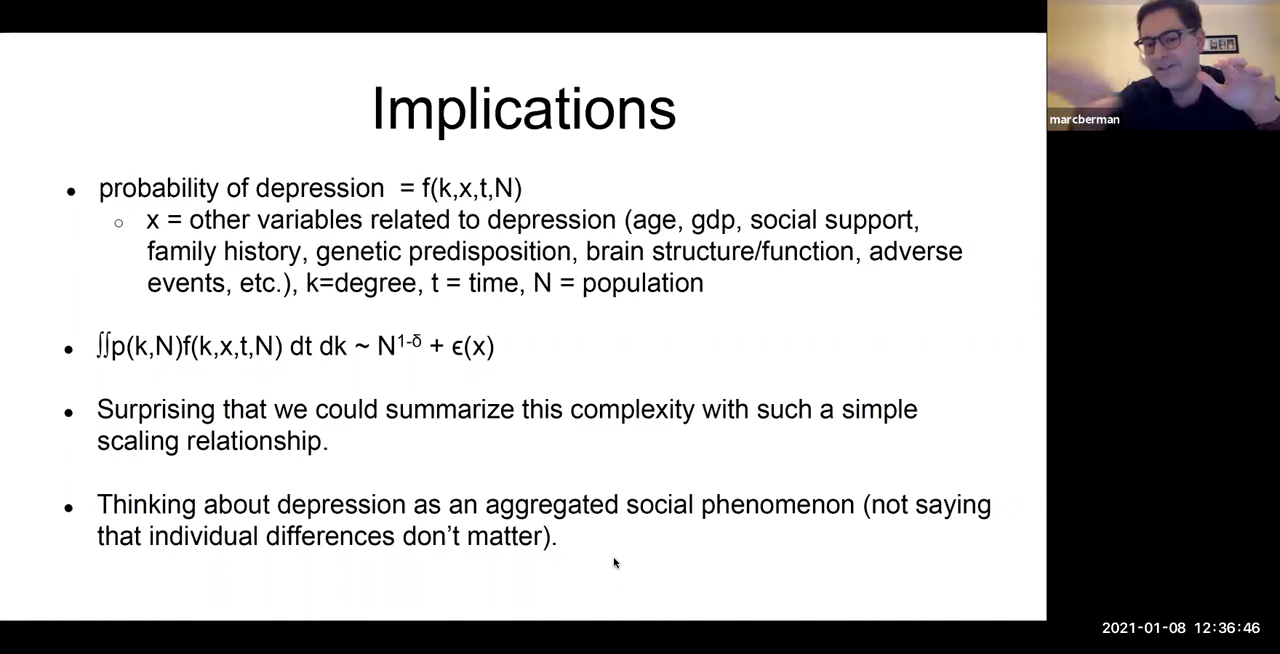 Implications
● probability of depression = f(k,x,t,N)
○ x = other variables related to depression (age, gdp, social support,
family history, genetic predisposition, brain structure/function, adverse
events, etc.), k=degree, t = time, N = population
● ∫∫p(k,N)f(k,x,t,N) dt dk ~ N¹⁻ᵟ + ϵ(x)
● Surprising that we could summarize this complexity with such a simple
scaling relationship.
● Thinking about depression as an aggregated social phenomenon (not saying
that individual differences don't matter).
marcberman
2021-01-08 12:36:46